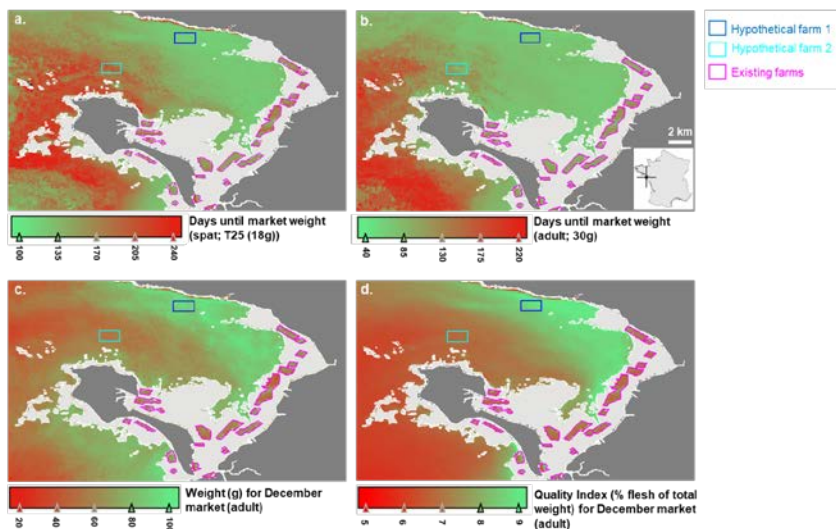 a.
b.
Hypothetical farm 1
Hypothetical farm 2
Existing farms
2 km
100
135
170
205
240
Days until market weight
(spat; T25 (18g))
40
85
130
175
220
Days until market weight
(adult; 30g)
c.
d.
20
40
60
80
100
Weight (g) for December
market (adult)
5
6
7
8
9
Quality Index (% flesh of total
weight) for December market
(adult)